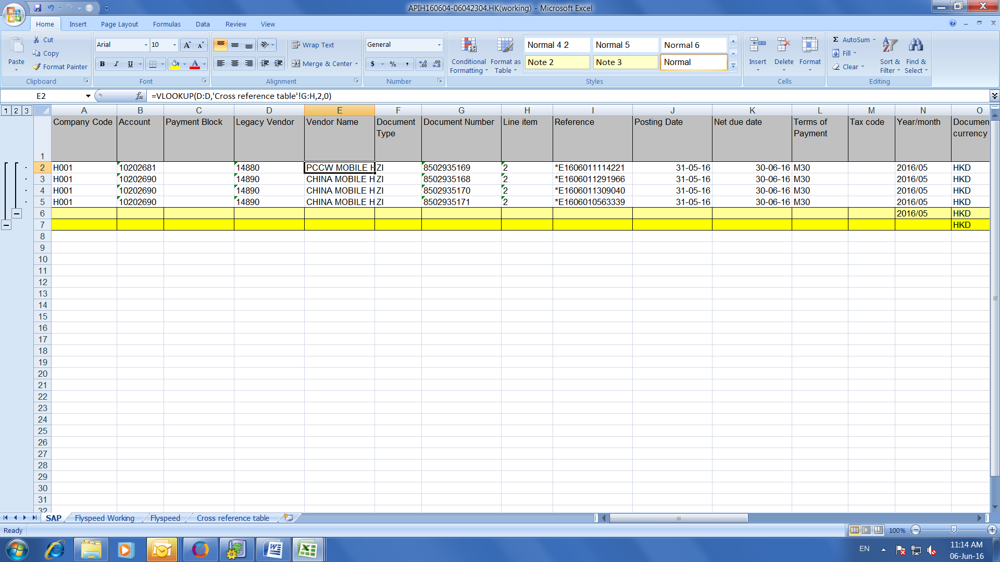 APIH160604-06042304.HK(working) - Microsoft Excel
Home Insert Page Layout Formulas Data Review View
Paste
Cut
Copy
Format Painter
Clipboard
Arial 10
B I U
Font
Wrap Text
Merge & Center
Alignment
General
$ % ,
Number
Conditional Formatting
Format as Table
Normal 4 2 Normal 5 Normal 6
Note 2 Note 3 Normal
Styles
Insert Delete Format
Cells
Σ AutoSum
Fill
Clear
Sort & Filter
Find & Select
Editing
E2 fx =VLOOKUP(D:D,'Cross reference table'!G:H,2,0)
1 2 3 A B C D E F G H I J K L M N O
1 Company Code Account Payment Block Legacy Vendor Vendor Name Document Type Document Number Line item Reference Posting Date Net due date Terms of Payment Tax code Year/month Documen currency
2 H001 10202681 14880 PCCW MOBILE H ZI 8502935169 2 *E1606011114221 31-05-16 30-06-16 M30 2016/05 HKD
3 H001 10202690 14890 CHINA MOBILE H ZI 8502935168 2 *E1606011291966 31-05-16 30-06-16 M30 2016/05 HKD
4 H001 10202690 14890 CHINA MOBILE H ZI 8502935170 2 *E1606011309040 31-05-16 30-06-16 M30 2016/05 HKD
5 H001 10202690 14890 CHINA MOBILE H ZI 8502935171 2 *E1606010563339 31-05-16 30-06-16 M30 2016/05 HKD
6 2016/05 HKD
7 HKD
8
9
10
11
12
13
14
15
16
17
18
19
20
21
22
23
24
25
26
27
28
29
30
31
32
SAP Flyspeed Working Flyspeed Cross reference table
Ready 100%
EN 11:14 AM
06-Jun-16